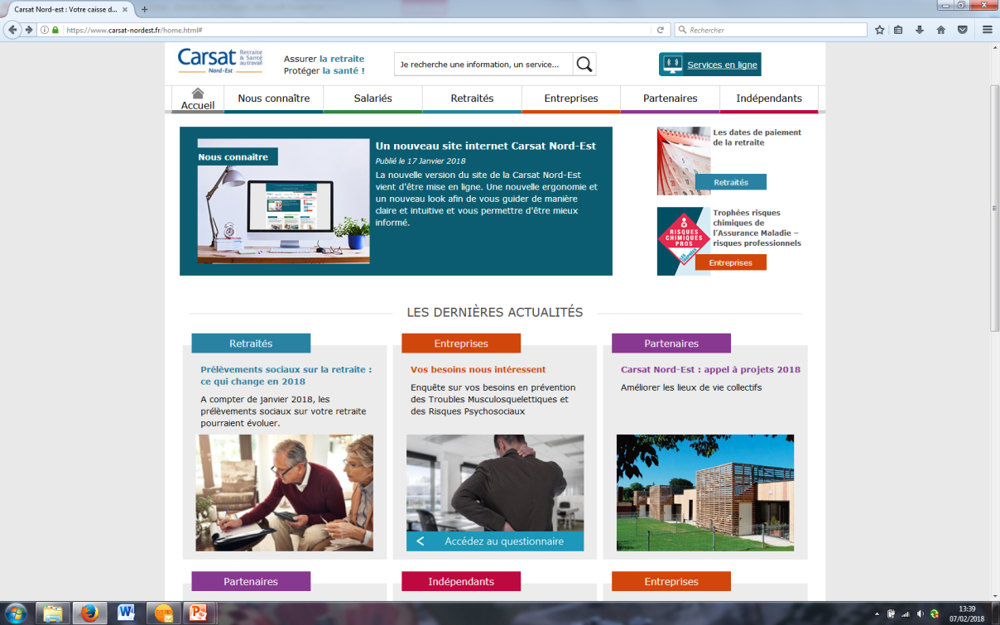 Carsat Nord-est : Votre caisse d...
https://www.carsat-nordest.fr/home.html#
Rechercher
Carsat Retraite & Santé au travail
Nord-Est
Assurer la retraite
Protéger la santé !
Je recherche une information, un service...
Services en ligne
Accueil
Nous connaître
Salariés
Retraités
Entreprises
Partenaires
Indépendants
Nous connaître
Un nouveau site internet Carsat Nord-Est
Publié le 17 Janvier 2018
La nouvelle version du site de la Carsat Nord-Est
vient d'être mise en ligne. Une nouvelle ergonomie et
un nouveau look afin de vous guider de manière
claire et intuitive et vous permettre d'être mieux
informé.
Les dates de paiement
de la retraite
Retraités
RISQUES
CHIMIQUES
PROS
LES TROPHÉES
Trophées risques
chimiques de
l'Assurance Maladie –
risques professionnels
Entreprises
LES DERNIÈRES ACTUALITÉS
Retraités
Prélèvements sociaux sur la retraite :
ce qui change en 2018
A compter de janvier 2018, les
prélèvements sociaux sur votre retraite
pourraient évoluer.
Entreprises
Vos besoins nous intéressent
Enquête sur vos besoins en prévention
des Troubles Musculosquelettiques et
des Risques Psychosociaux
< Accédez au questionnaire
Partenaires
Carsat Nord-Est : appel à projets 2018
Améliorer les lieux de vie collectifs
Partenaires
Indépendants
Entreprises
13:39
07/02/2018